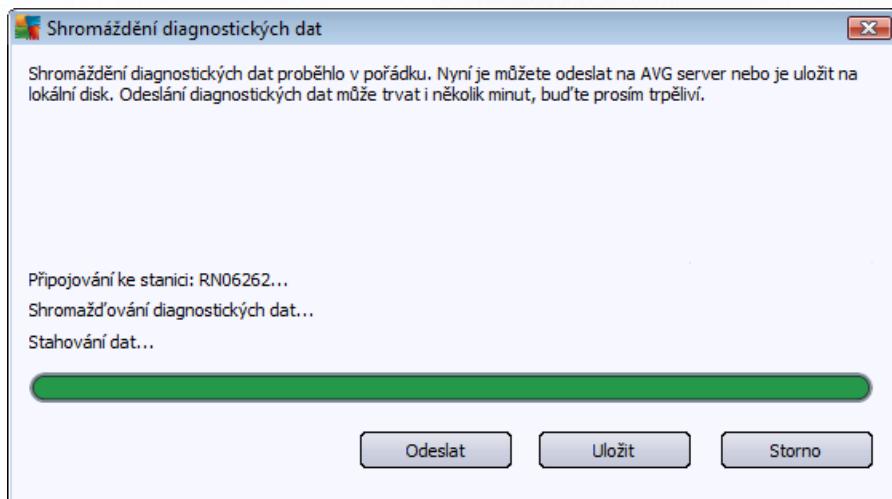 Shromáždění diagnostických dat
Shromáždění diagnostických dat proběhlo v pořádku. Nyní je můžete odeslat na AVG server nebo je uložit na
lokální disk. Odeslání diagnostických dat může trvat i několik minut, buďte prosím trpěliví.
Připojování ke stanici: RN06262...
Shromažďování diagnostických dat...
Stahování dat...
Odeslat Uložit Storno